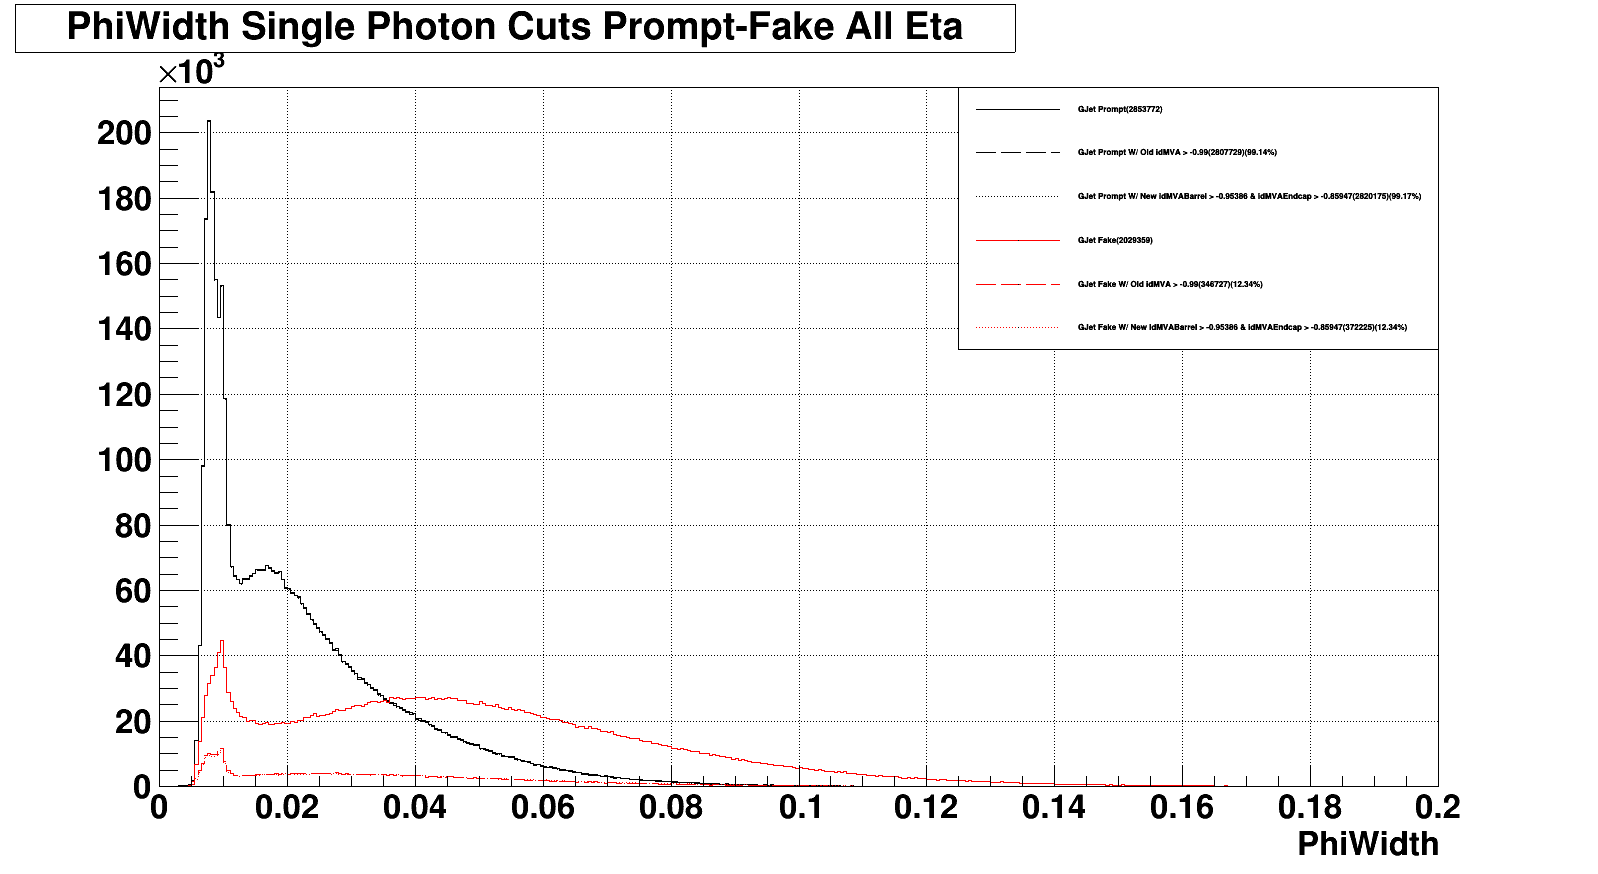 PhiWidth Single Photon Cuts Prompt-Fake All Eta
×10³
GJet Prompt(2853772)
GJet Prompt W/ Old idMVA > -0.99(2807729)(99.14%)
GJet Prompt W/ New idMVABarrel > -0.95386 & idMVAEndcap > -0.85947(2820175)(99.17%)
GJet Fake(2029359)
GJet Fake W/ Old idMVA > -0.99(346727)(12.34%)
GJet Fake W/ New idMVABarrel > -0.95386 & idMVAEndcap > -0.85947(372225)(12.34%)
200
180
160
140
120
100
80
60
40
20
0
0 0.02 0.04 0.06 0.08 0.1 0.12 0.14 0.16 0.18 0.2
PhiWidth